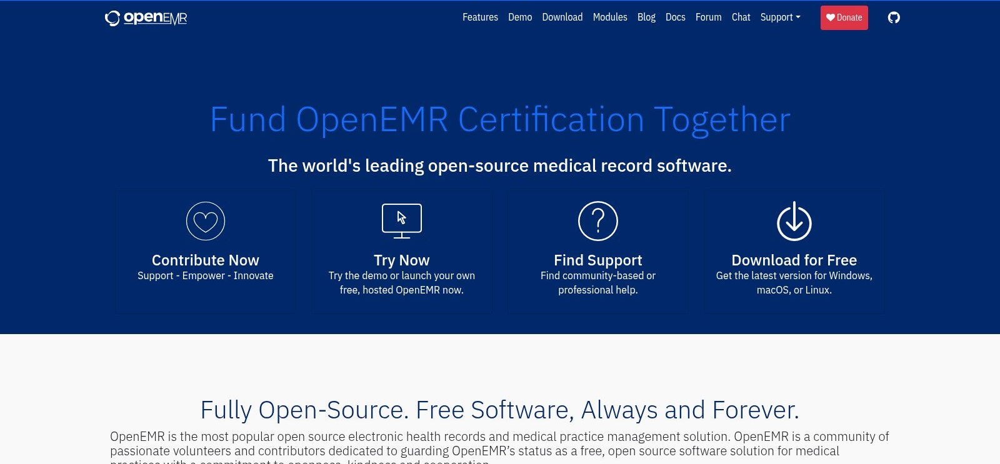 openEMR
Features Demo Download Modules Blog Docs Forum Chat Support Donate
Fund OpenEMR Certification Together
The world's leading open-source medical record software.
Contribute Now
Support - Empower - Innovate
Try Now
Try the demo or launch your own
free, hosted OpenEMR now.
Find Support
Find community-based or
professional help.
Download for Free
Get the latest version for Windows,
macOS, or Linux.
Fully Open-Source. Free Software, Always and Forever.
OpenEMR is the most popular open source electronic health records and medical practice management solution. OpenEMR is a community of
passionate volunteers and contributors dedicated to guarding OpenEMR’s status as a free, open source software solution for medical
practices with a commitment to openness, kindness and cooperation.